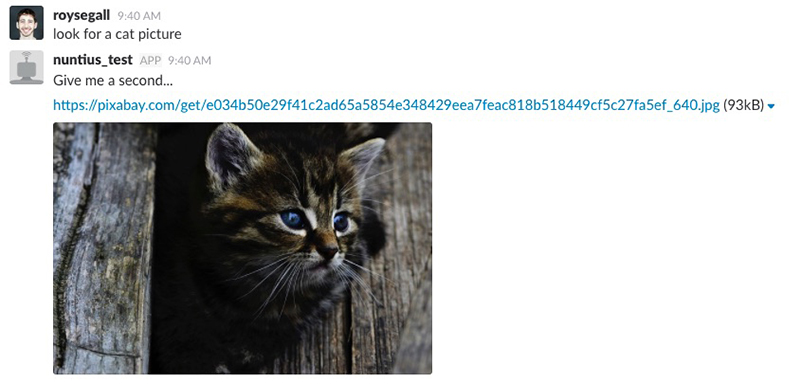 roysegall 9:40 AM
look for a cat picture
nuntius_test APP 9:40 AM
Give me a second...
https://pixabay.com/get/e034b50e29f41c2ad65a5854e348429eea7feac818b518449cf5c27fa5ef_640.jpg (93kB)